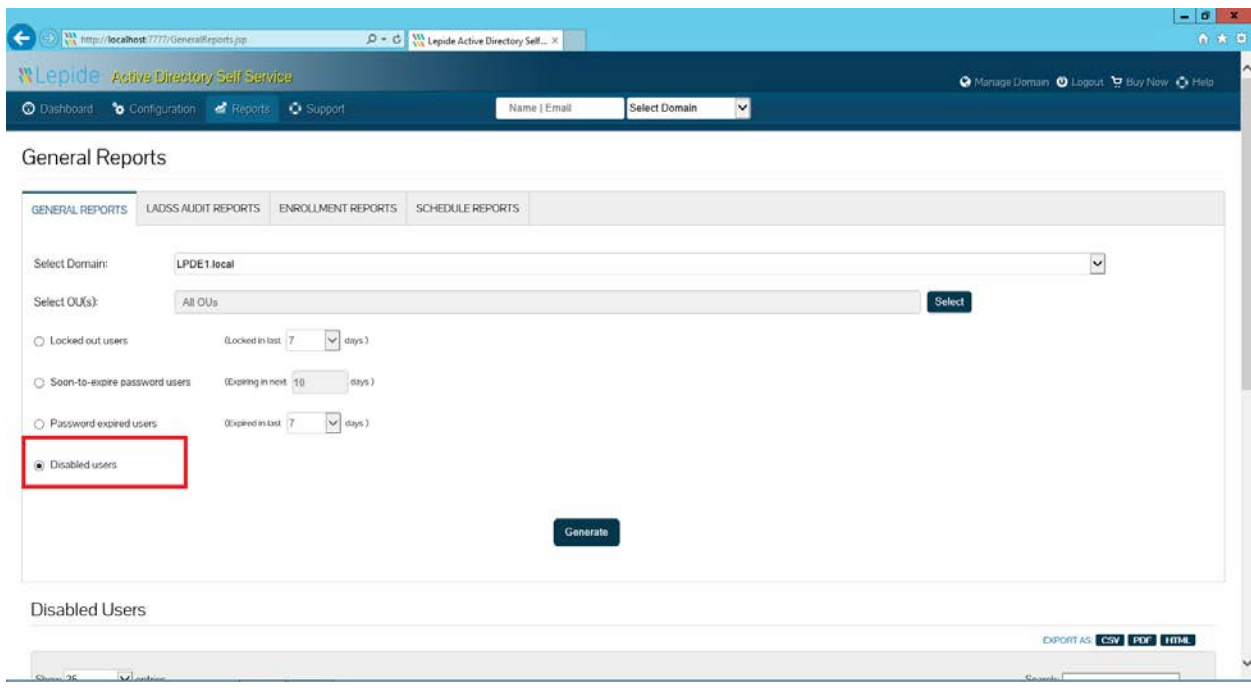 http://localhost:7777/GeneralReports.jsp
Lepide Active Directory Self... ×
Lepide Active Directory Self Service
Manage Domain Logout Buy Now Help
Dashboard Configuration Reports Support Name | Email Select Domain
General Reports
GENERAL REPORTS LADSS AUDIT REPORTS ENROLLMENT REPORTS SCHEDULE REPORTS
Select Domain: LPDE1.local
Select OU(s): All OUs Select
Locked out users (Locked in last 7 days )
Soon-to-expire password users (Expiring in next 10 days )
Password expired users (Expired in last 7 days )
Disabled users
Generate
Disabled Users
EXPORT AS: CSV PDF HTML
Show 25 entries Search: